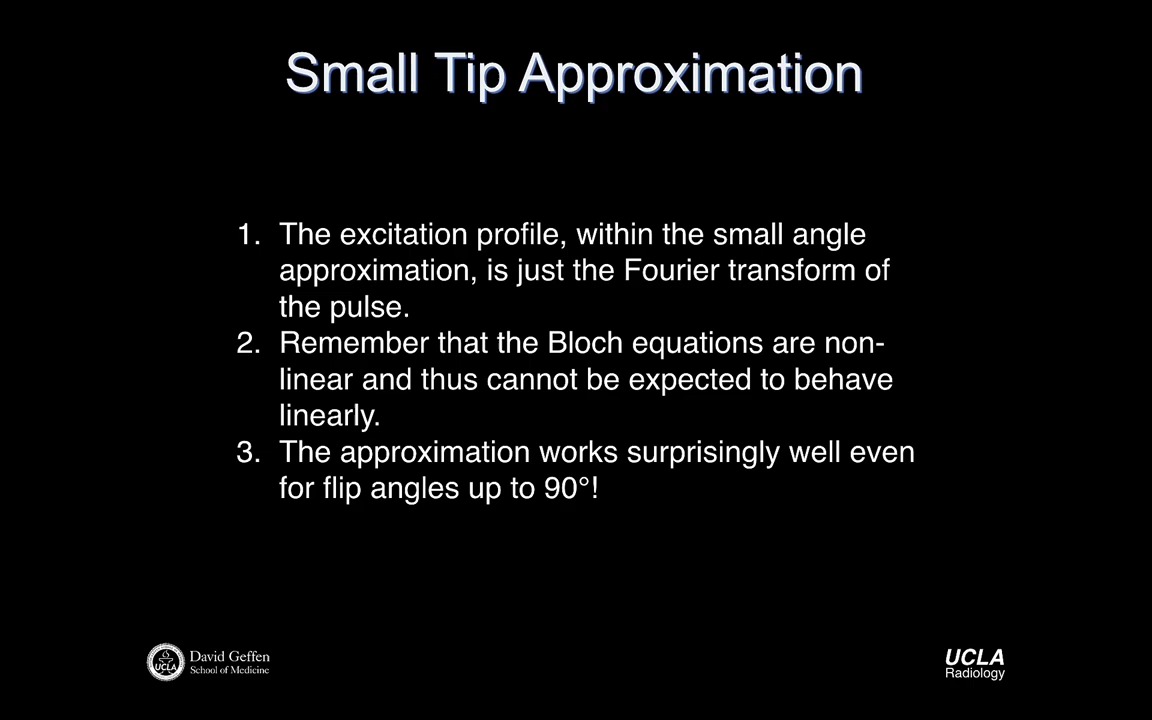 Small Tip Approximation
1. The excitation profile, within the small angle
approximation, is just the Fourier transform of
the pulse.
2. Remember that the Bloch equations are non-
linear and thus cannot be expected to behave
linearly.
3. The approximation works surprisingly well even
for flip angles up to 90°!
UCLA
David Geffen
School of Medicine
UCLA
Radiology